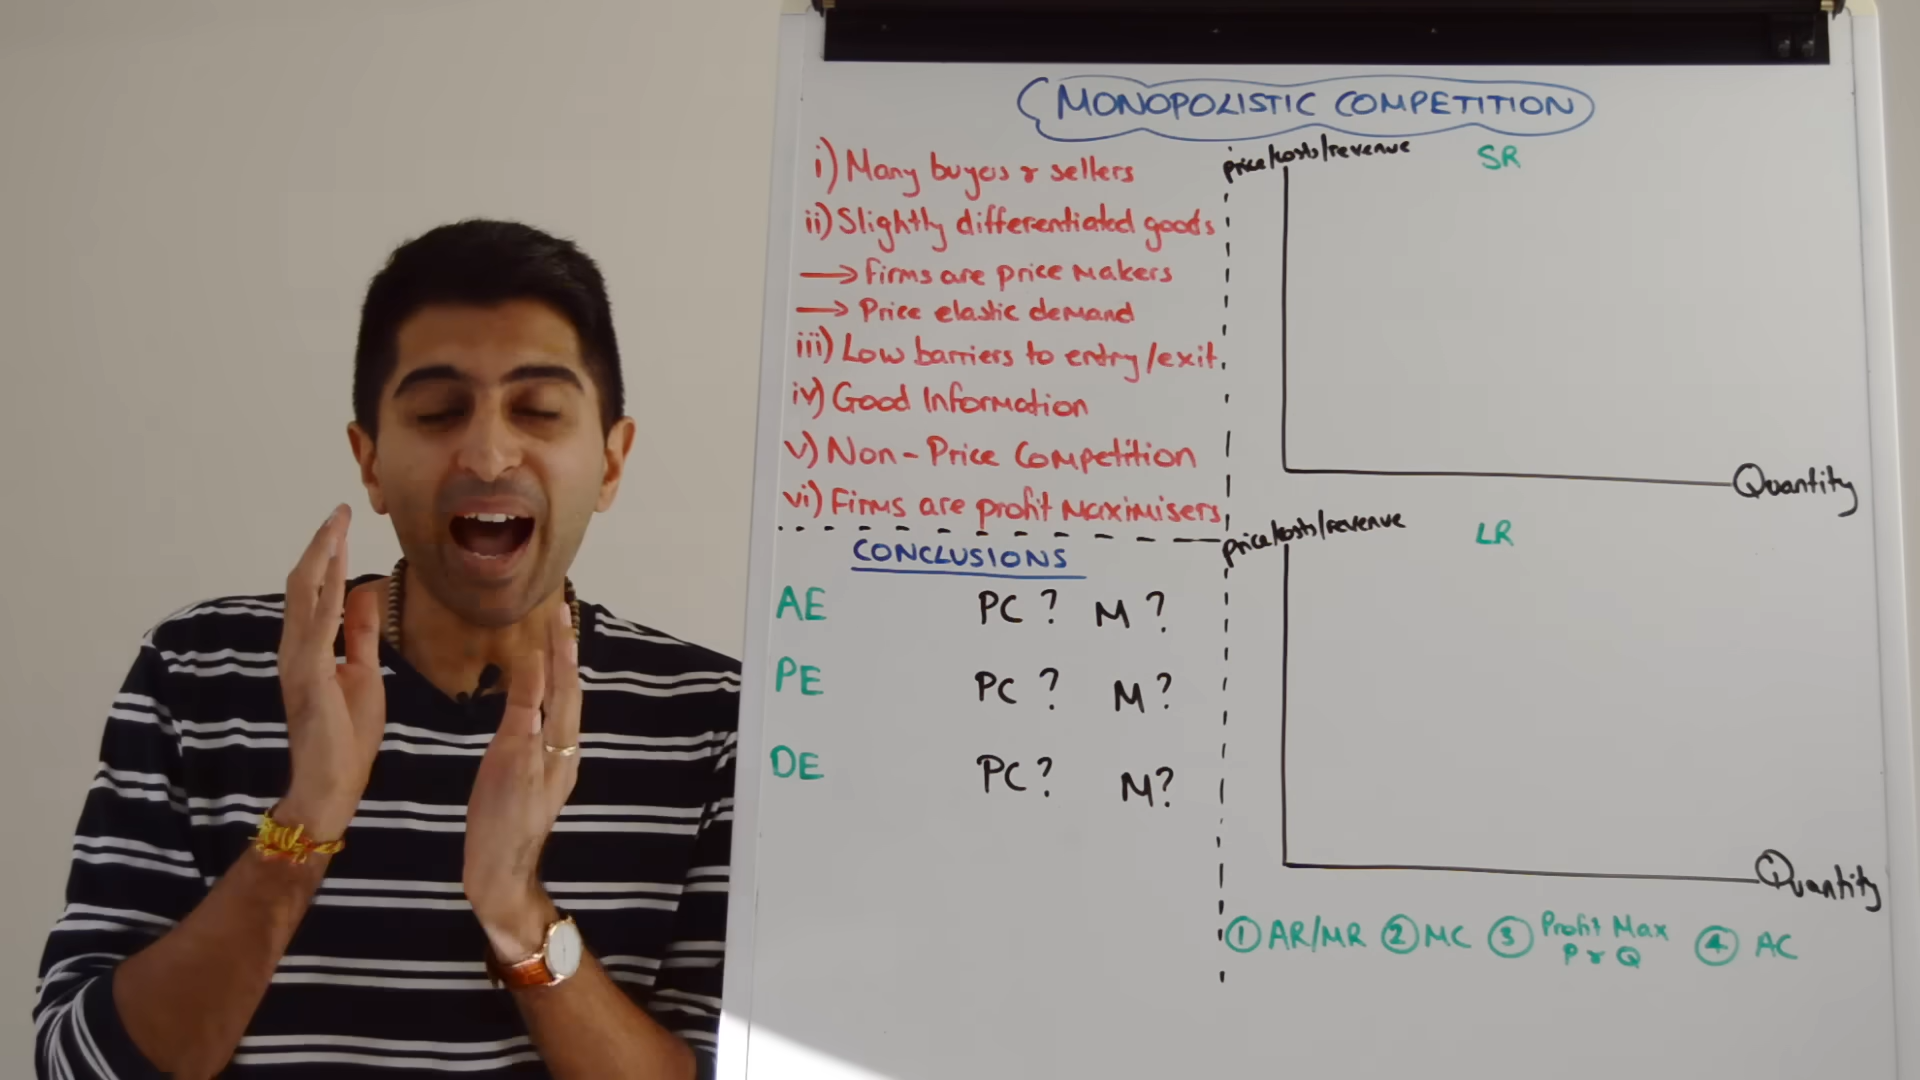 MONOPOLISTIC COMPETITION
i) Many buyers & sellers
ii) Slightly differentiated goods
→ Firms are price makers
→ Price elastic demand
iii) Low barriers to entry/exit
iv) Good Information
v) Non-Price Competition
vi) Firms are profit maximisers
CONCLUSIONS
AE PC? M?
PE PC? M?
DE PC? M?
price/costs/revenue SR
Quantity
price/costs/revenue LR
Quantity
① AR/MR ② MC ③ Profit Max P & Q ④ AC